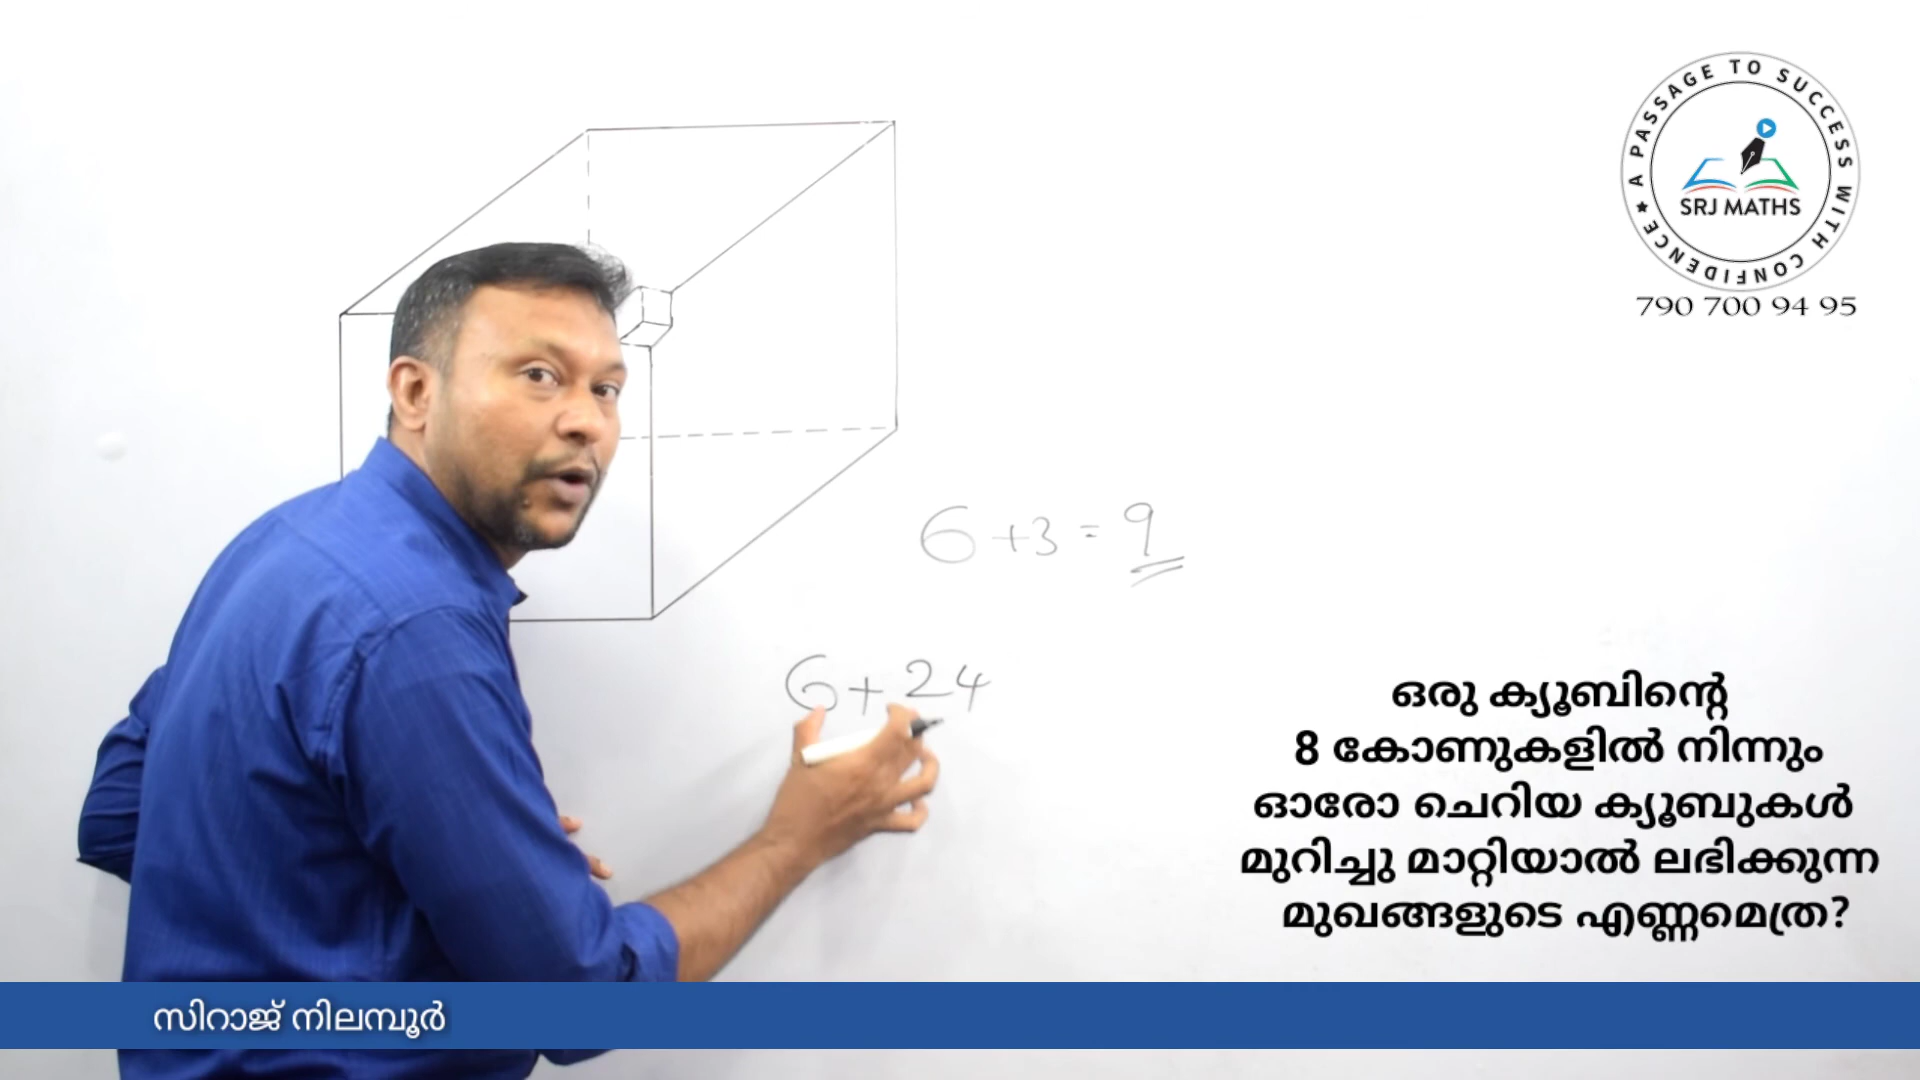 A PASSAGE TO SUCCESS WITH CONFIDENCE
SRJ MATHS
790 700 94 95
6 + 3 = 9
6 + 24
ഒരു ക്യൂബിന്റെ
8 കോണുകളിൽ നിന്നും
ഓരോ ചെറിയ ക്യൂബുകൾ
മുറിച്ചു മാറ്റിയാൽ ലഭിക്കുന്ന
മുഖങ്ങളുടെ എണ്ണമെത്ര?
സിറാജ് നിലമ്പൂർ